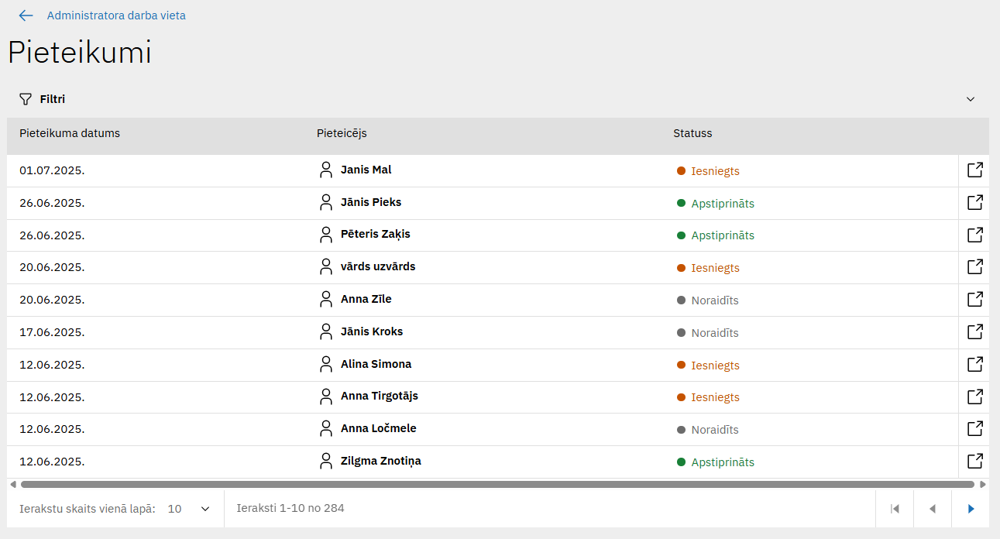 Administratora darba vieta
Pieteikumi
Filtri
Pieteikuma datums Pieteicējs Statuss
01.07.2025. Janis Mal Iesniegts
26.06.2025. Jānis Pieks Apstiprināts
26.06.2025. Pēteris Zaķis Apstiprināts
20.06.2025. vārds uzvārds Iesniegts
20.06.2025. Anna Zīle Noraidīts
17.06.2025. Jānis Kroks Noraidīts
12.06.2025. Alina Simona Iesniegts
12.06.2025. Anna Tirgotājs Iesniegts
12.06.2025. Anna Ločmele Noraidīts
12.06.2025. Zilgma Znotiņa Apstiprināts
Ierakstu skaits vienā lapā: 10 Ieraksti 1-10 no 284